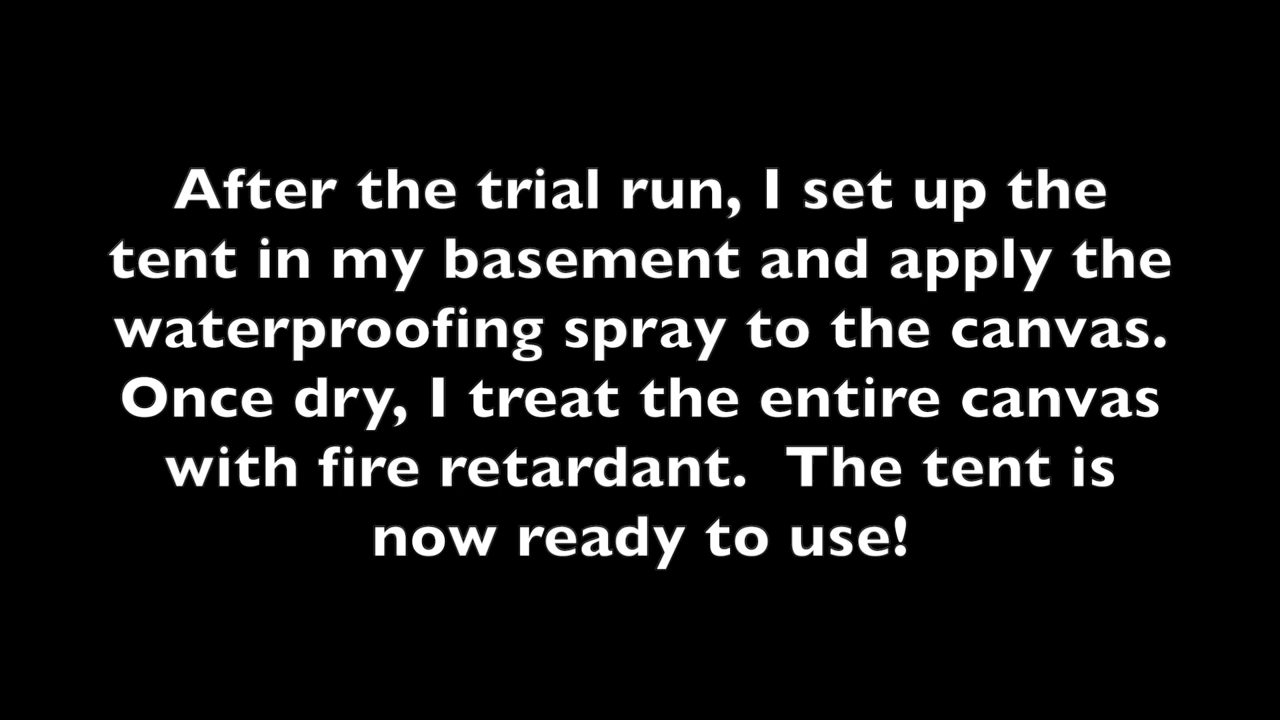 After the trial run, I set up the
tent in my basement and apply the
waterproofing spray to the canvas.
Once dry, I treat the entire canvas
with fire retardant.  The tent is
now ready to use!